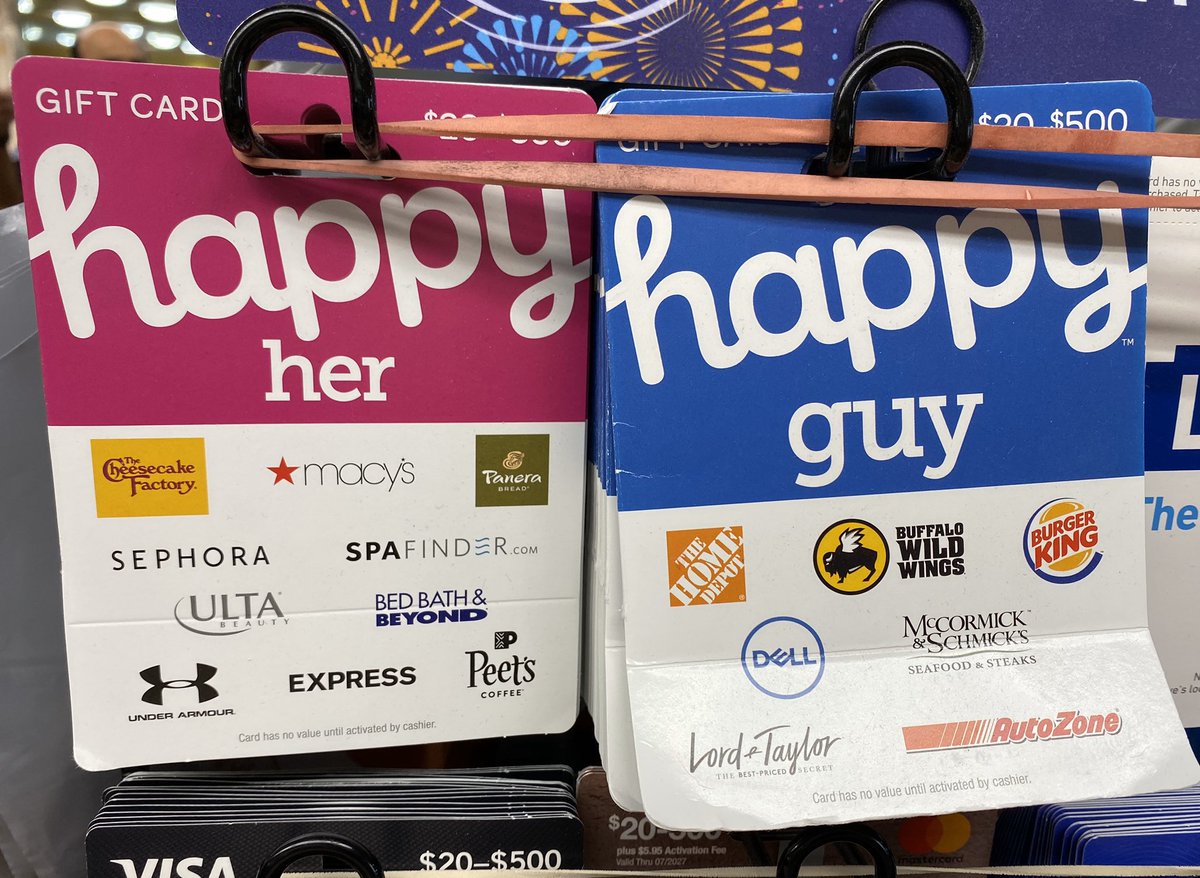 GIFT CARD
happy
her
The
Cheesecake
Factory.
macy's
Panera
BREAD®
SEPHORA
SPAFINDER.COM
ULTA
BEAUTY
BED BATH &
BEYOND
UNDER ARMOUR
EXPRESS
Peet's
COFFEE
Card has no value until activated by cashier.
VISA
$20–$500
$20-$500
happy™
guy
THE
HOME
DEPOT
BUFFALO
WILD
WINGS
BURGER
KING
DELL
McCORMICK
& SCHMICK'S
SEAFOOD & STEAKS
Lord & Taylor
THE BEST-PRICED SECRET
AutoZone
Card has no value until activated by cashier.
plus $5.95 Activation Fee
Valid Thru 07/2027
mastercard
The